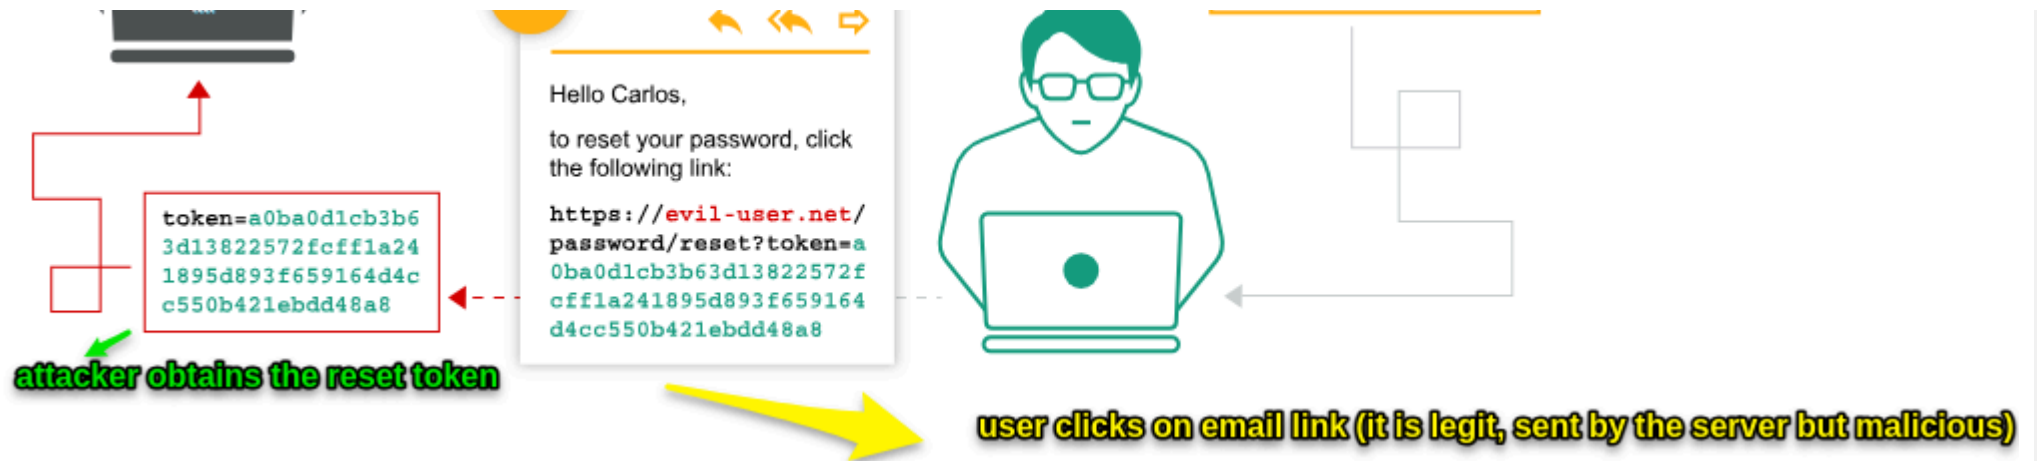 Hello Carlos,
to reset your password, click
the following link:
https://evil-user.net/
password/reset?token=a
0ba0d1cb3b63d13822572f
cff1a241895d893f659164
d4cc550b421ebdd48a8
token=a0ba0d1cb3b6
3d13822572fcff1a24
1895d893f659164d4c
c550b421ebdd48a8
attacker obtains the reset token
user clicks on email link (it is legit, sent by the server but malicious)